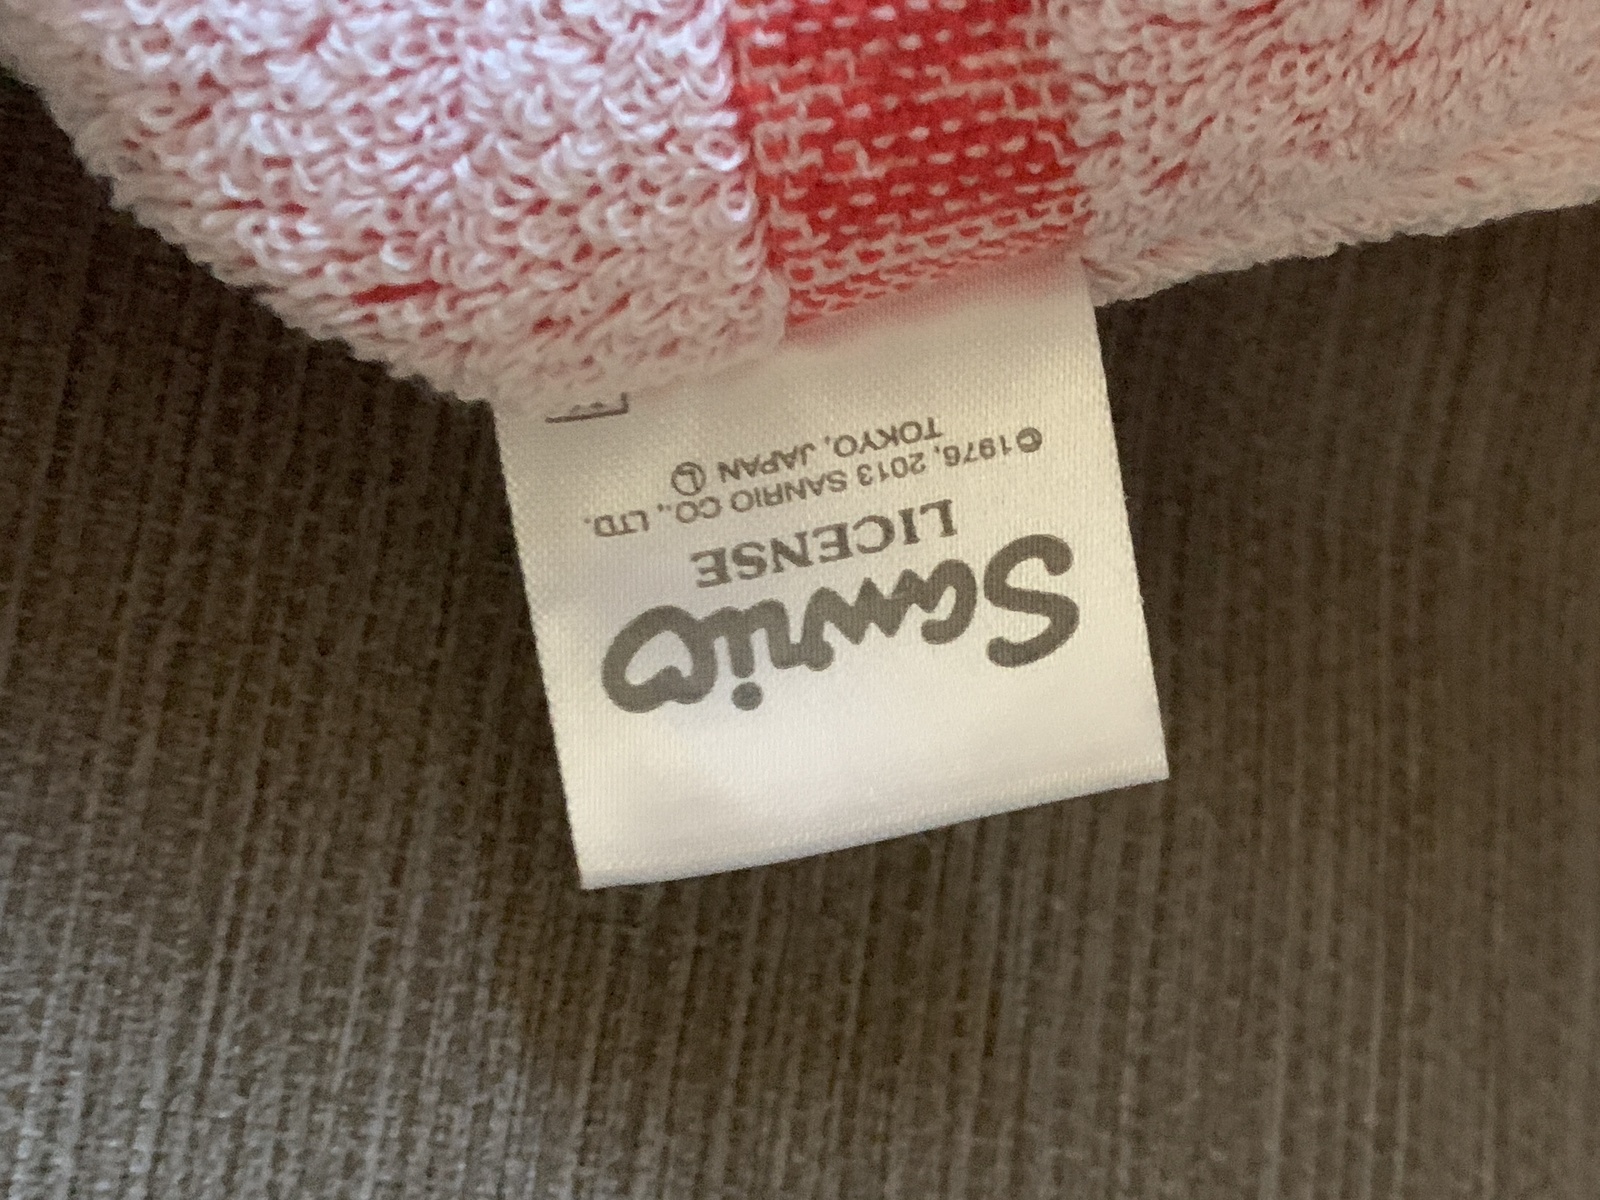 Sanrio
LICENSE
©1976, 2013 SANRIO CO., LTD.
TOKYO, JAPAN Ⓛ